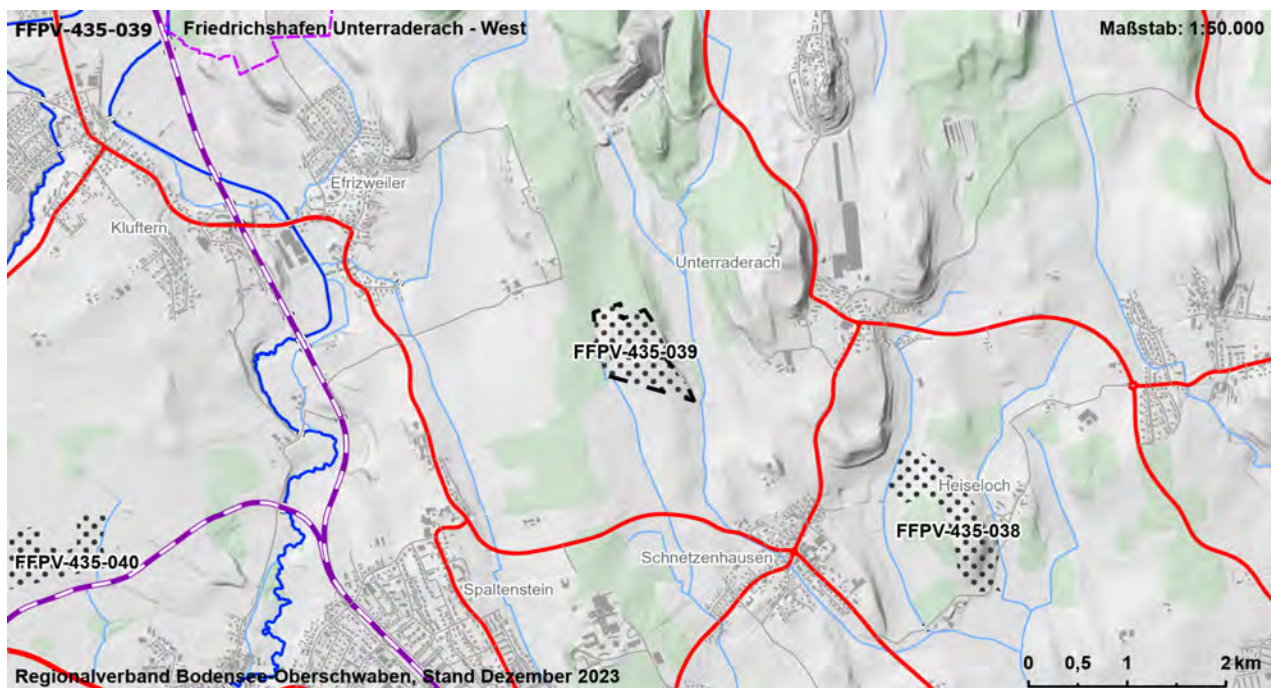 FFPV-435-039
Friedrichshafen Unterraderach - West
Maßstab: 1:50.000
Efrizweiler
Kluftern
Unterraderach
FFPV-435-039
Heiseloch
FFPV-435-038
FFPV-435-040
Schnetzenhausen
Spaltenstein
0 0,5 1 2 km
Regionalverband Bodensee-Oberschwaben, Stand Dezember 2023